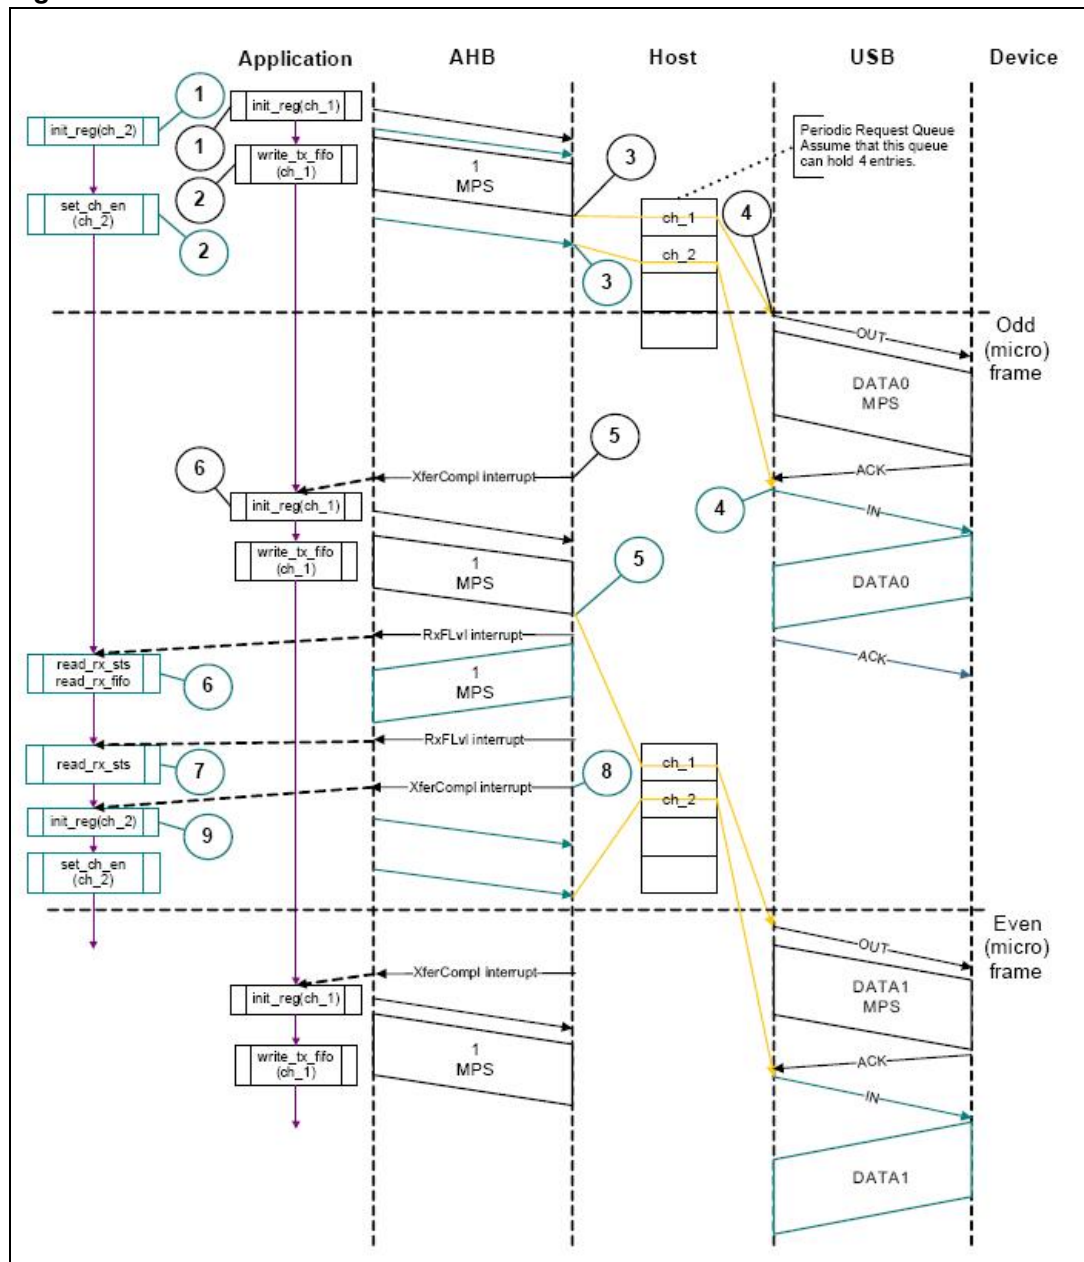 Application
AHB
Host
USB
Device
1
init_reg(ch_1)
init_reg(ch_2)
1
write_tx_fifo
(ch_1)
2
1
MPS
3
Periodic Request Queue
Assume that this queue
can hold 4 entries.
set_ch_en
(ch_2)
2
ch_1
4
ch_2
3
Odd
(micro)
frame
OUT
DATA0
MPS
5
ACK
XferCompl interrupt
6
init_reg(ch_1)
4
IN
write_tx_fifo
(ch_1)
1
MPS
5
DATA0
RxFLvl interrupt
ACK
read_rx_sts
read_rx_fifo
6
1
MPS
RxFLvl interrupt
read_rx_sts
7
ch_1
8
XferCompl interrupt
ch_2
init_reg(ch_2)
9
set_ch_en
(ch_2)
Even
(micro)
frame
OUT
XferCompl interrupt
init_reg(ch_1)
DATA1
MPS
write_tx_fifo
(ch_1)
1
MPS
ACK
IN
DATA1